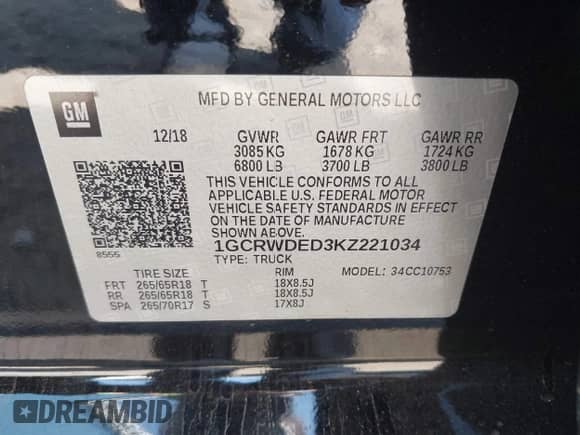 GM
MFD BY GENERAL MOTORS LLC
12/18 GVWR GAWR FRT GAWR RR
3085 KG 1678 KG 1724 KG
6800 LB 3700 LB 3800 LB
THIS VEHICLE CONFORMS TO ALL
APPLICABLE U.S. FEDERAL MOTOR
VEHICLE SAFETY STANDARDS IN EFFECT
ON THE DATE OF MANUFACTURE
SHOWN ABOVE.
8555 1GCRWDED3KZ221034
TYPE: TRUCK MODEL: 34CC10753
TIRE SIZE RIM
FRT 265/65R18 T 18X8.5J
RR 265/65R18 T 18X8.5J
SPA 265/70R17 S 17X8J
DREAMBID